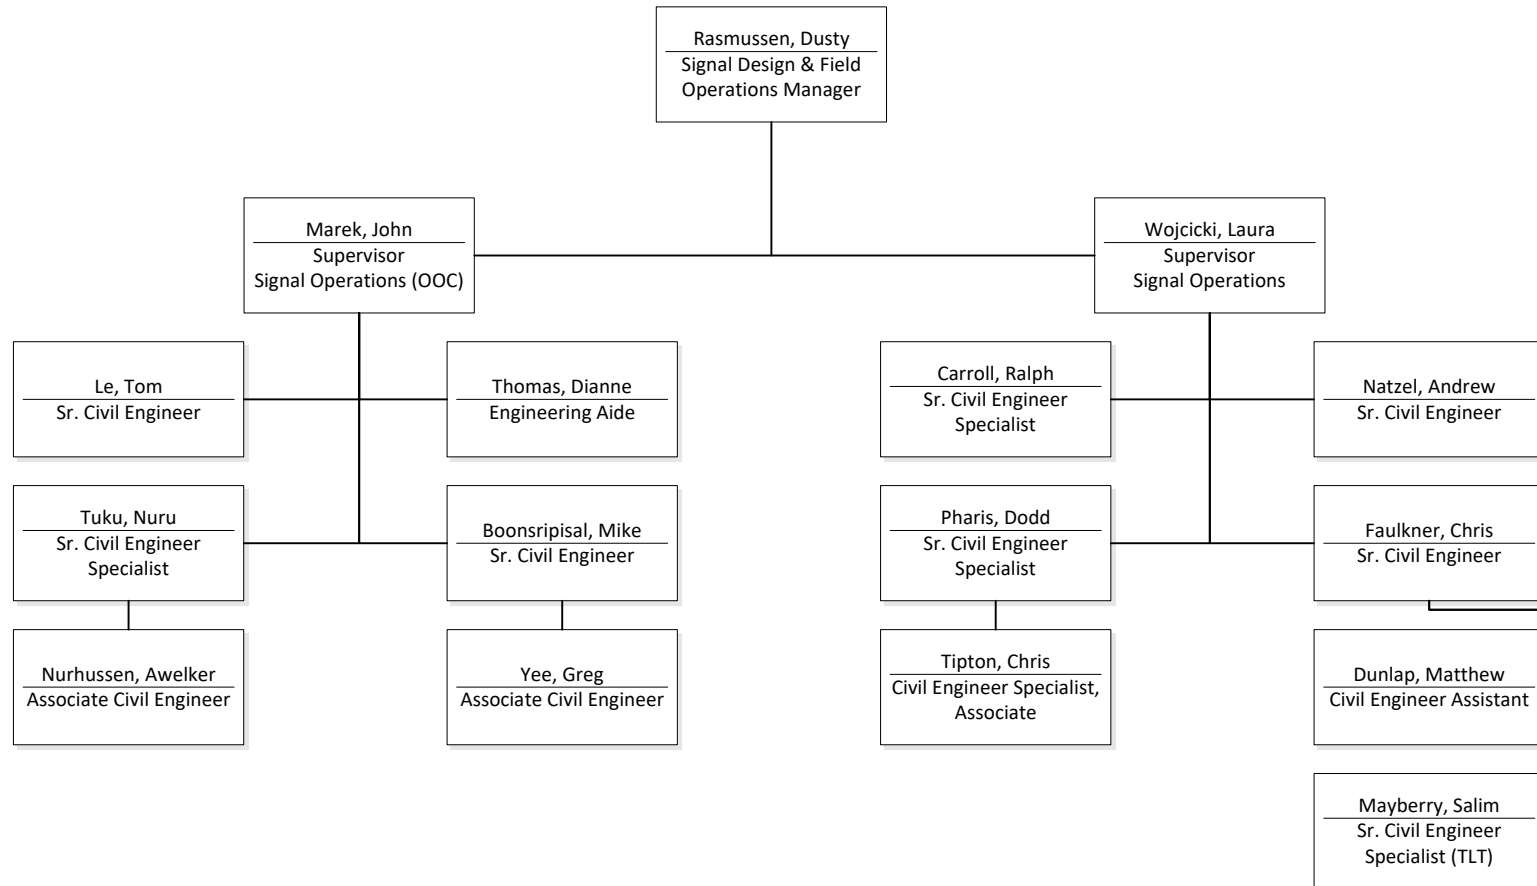 Rasmussen, Dusty
Signal Design & Field
Operations Manager
Marek, John
Supervisor
Signal Operations (OOC)
Wojcicki, Laura
Supervisor
Signal Operations
Le, Tom
Sr. Civil Engineer
Thomas, Dianne
Engineering Aide
Carroll, Ralph
Sr. Civil Engineer
Specialist
Natzel, Andrew
Sr. Civil Engineer
Tuku, Nuru
Sr. Civil Engineer
Specialist
Boonsripisal, Mike
Sr. Civil Engineer
Pharis, Dodd
Sr. Civil Engineer
Specialist
Faulkner, Chris
Sr. Civil Engineer
Nurhussen, Awelker
Associate Civil Engineer
Yee, Greg
Associate Civil Engineer
Tipton, Chris
Civil Engineer Specialist,
Associate
Dunlap, Matthew
Civil Engineer Assistant
Mayberry, Salim
Sr. Civil Engineer
Specialist (TLT)